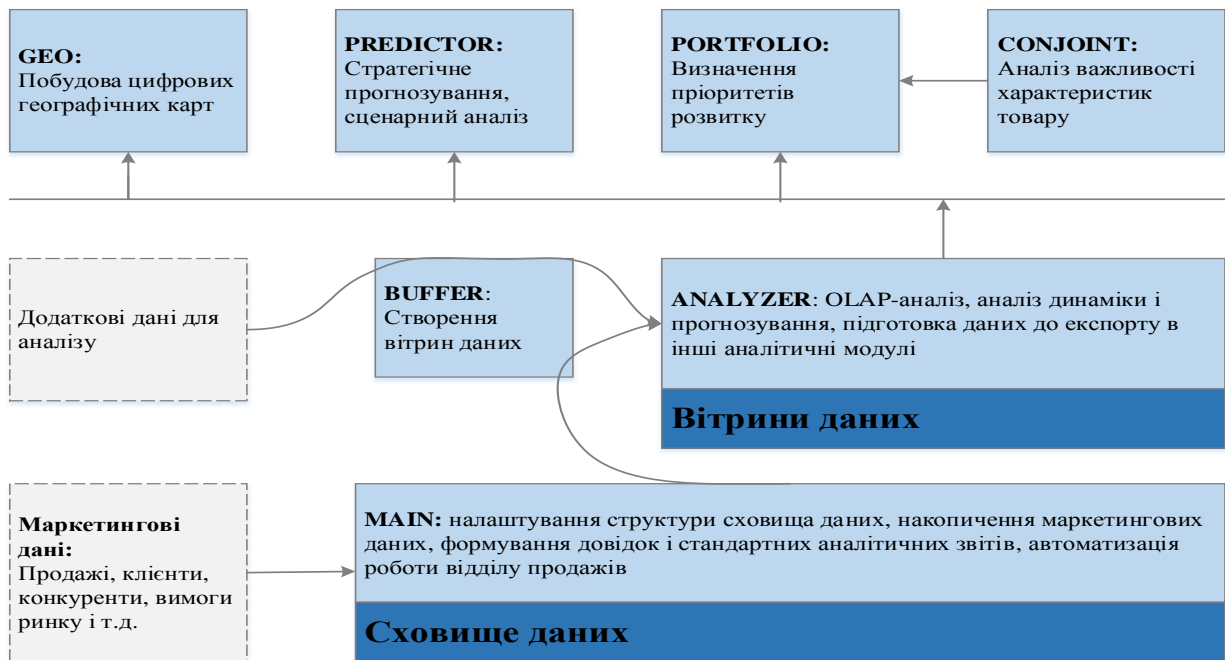 GEO:
Побудова цифрових
географічних карт
PREDICTOR:
Стратегічне
прогнозування,
сценарний аналіз
PORTFOLIO:
Визначення
пріоритетів
розвитку
CONJOINT:
Аналіз важливості
характеристик
товару
Додаткові дані для
аналізу
BUFFER:
Створення
вітрин даних
ANALYZER: OLAP-аналіз, аналіз динаміки і
прогнозування, підготовка даних до експорту в
інші аналітичні модулі
Вітрини даних
Маркетингові
дані:
Продажі, клієнти,
конкуренти, вимоги
ринку і т.д.
MAIN: налаштування структури сховища даних, накопичення маркетингових
даних, формування довідок і стандартних аналітичних звітів, автоматизація
роботи відділу продажів
Сховище даних